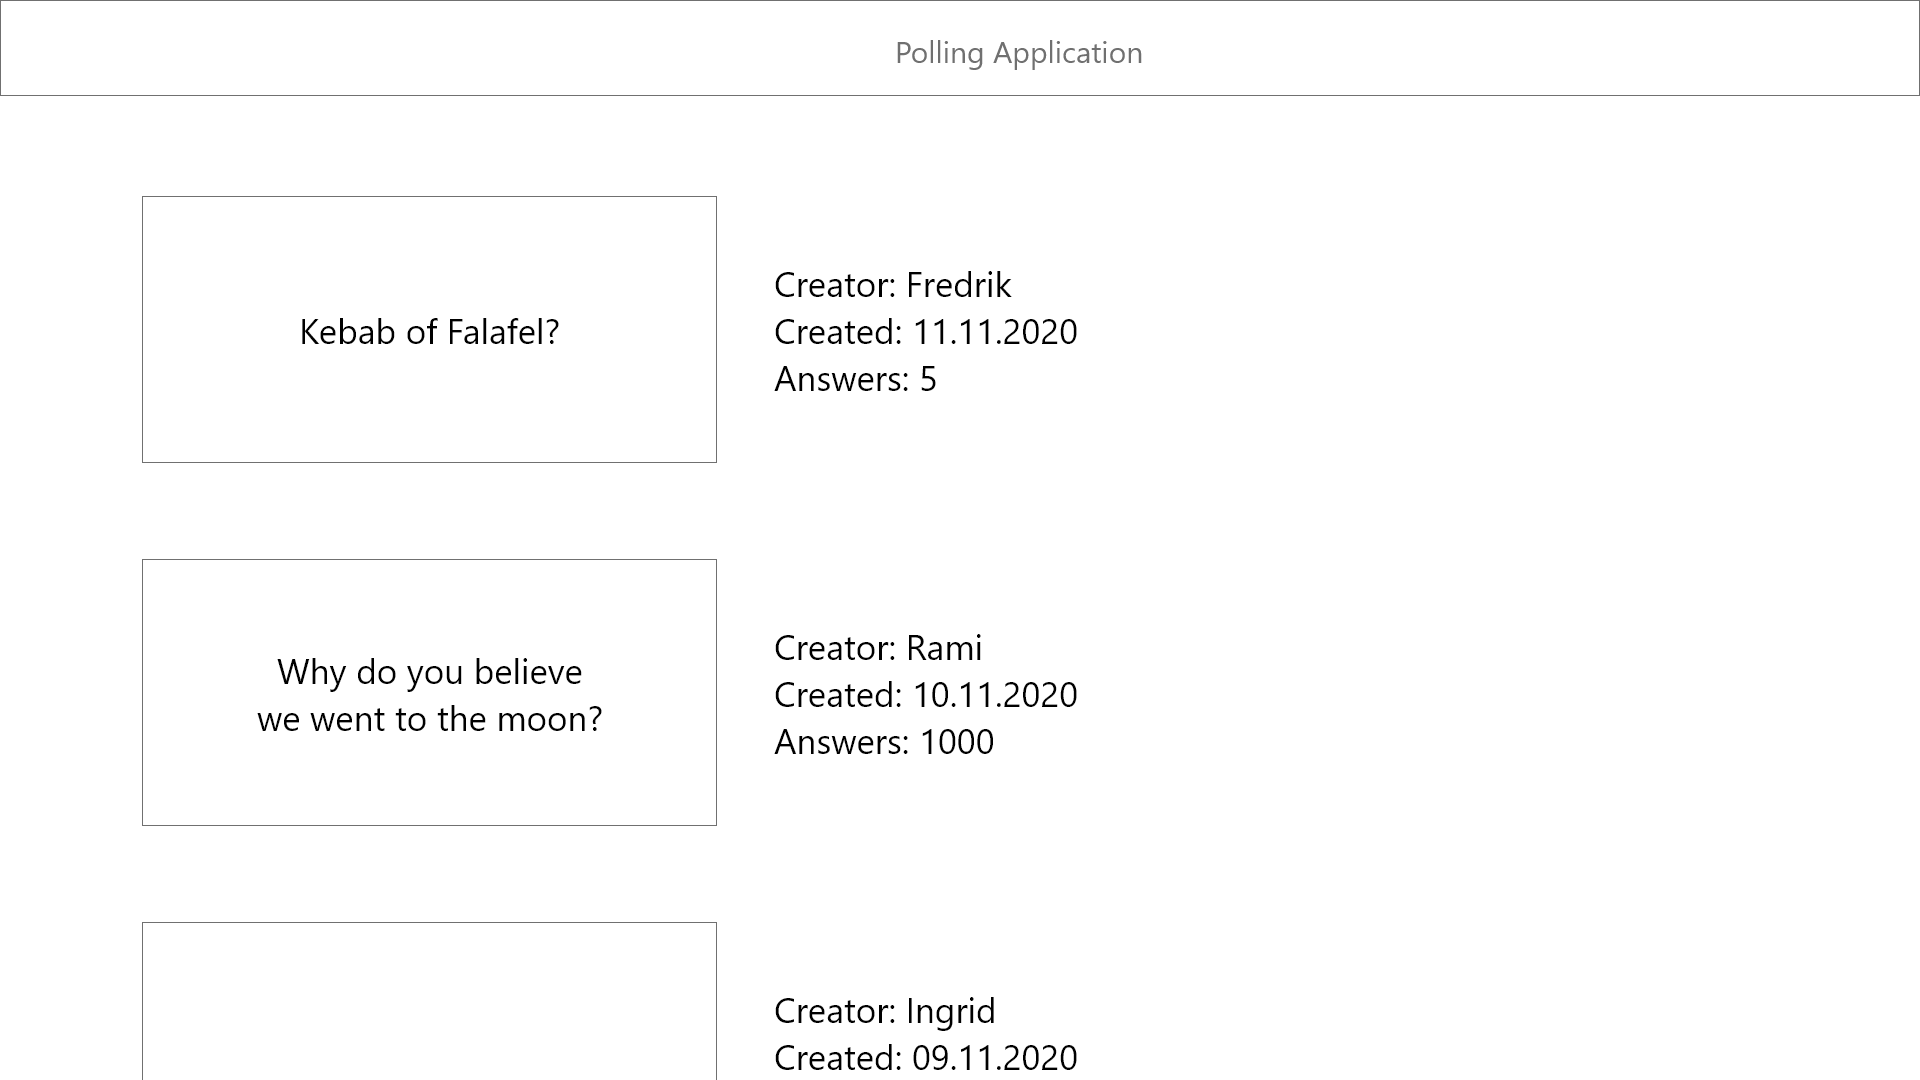 Polling Application
Kebab of Falafel?
Creator: Fredrik
Created: 11.11.2020
Answers: 5
Why do you believe
we went to the moon?
Creator: Rami
Created: 10.11.2020
Answers: 1000
Creator: Ingrid
Created: 09.11.2020